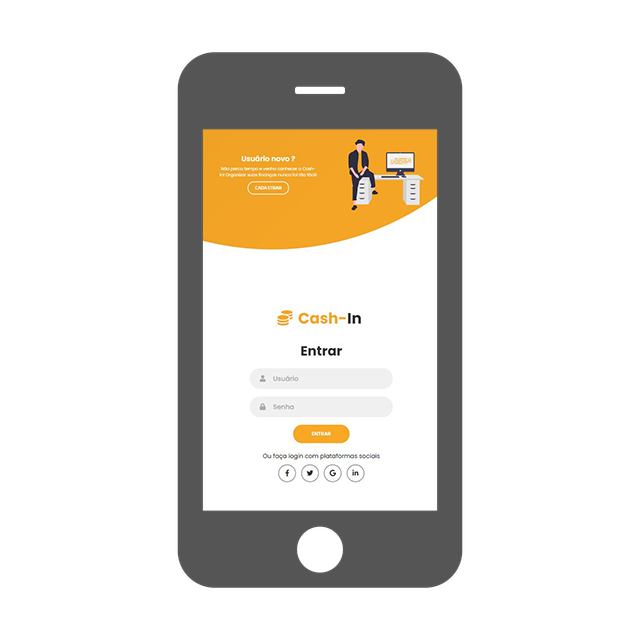 Usuário novo ?
Não perca tempo e venha conhecer o Cash-
In! Organizar suas finanças nunca foi tão fácil!
CADASTRAR
Cash-In
Entrar
Usuário
Senha
ENTRAR
Ou faça login com plataformas sociais